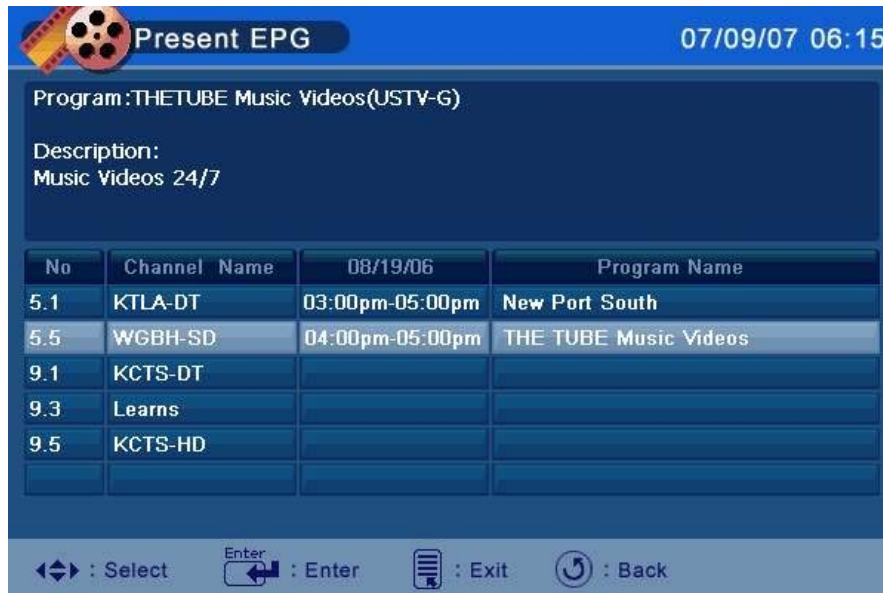 Present EPG 07/09/07 06:15
Program:THETUBE Music Videos(USTV-G)
Description:
Music Videos 24/7
No Channel Name 08/19/06 Program Name
5.1 KTLA-DT 03:00pm-05:00pm New Port South
5.5 WGBH-SD 04:00pm-05:00pm THE TUBE Music Videos
9.1 KCTS-DT
9.3 Learns
9.5 KCTS-HD
: Select Enter : Enter : Exit : Back